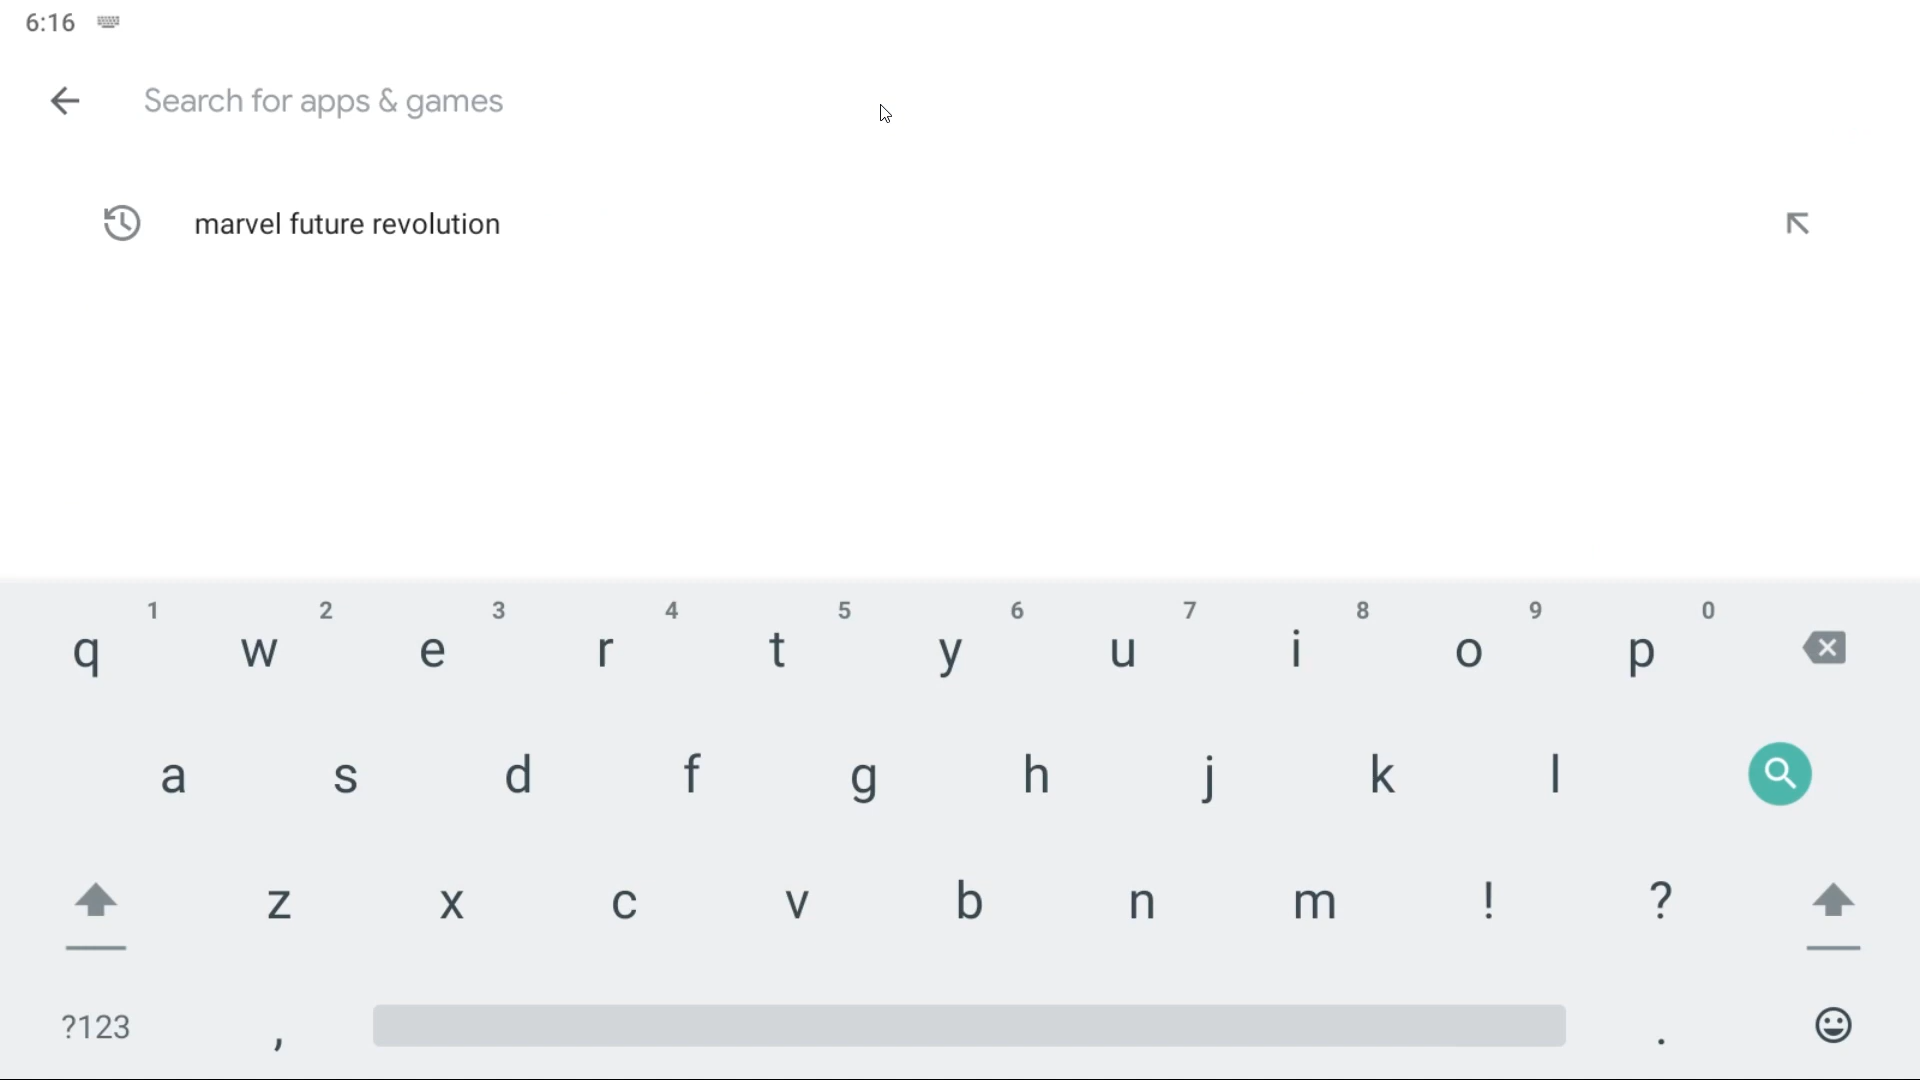 6:16
Search for apps & games
marvel future revolution
1 2 3 4 5 6 7 8 9 0
q w e r t y u i o p
a s d f g h j k l
z x c v b n m ! ?
?123 , .